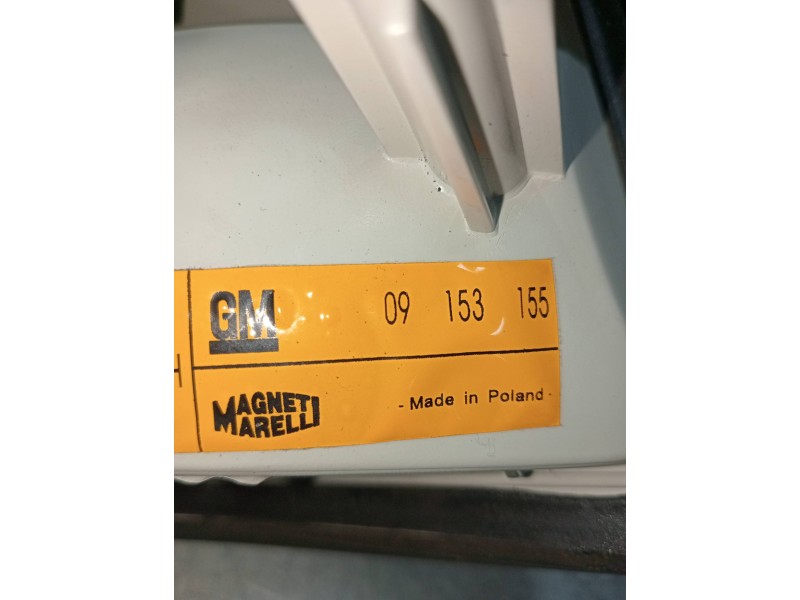 GM 09 153 155
H
MAGNETI MARELLI - Made in Poland -